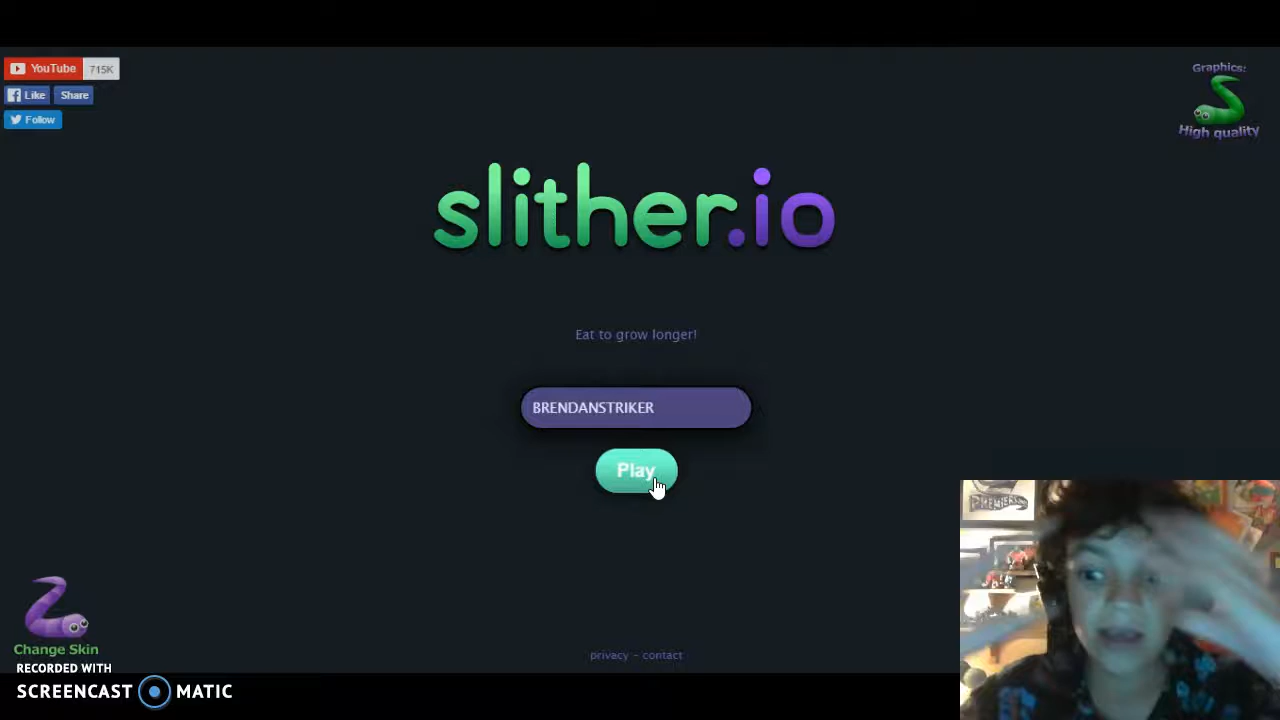 YouTube 715K
Like Share
Follow
Graphics:
High quality
slither.io
Eat to grow longer!
BRENDANSTRIKER
Play
Change Skin
privacy - contact
RECORDED WITH
SCREENCAST MATIC